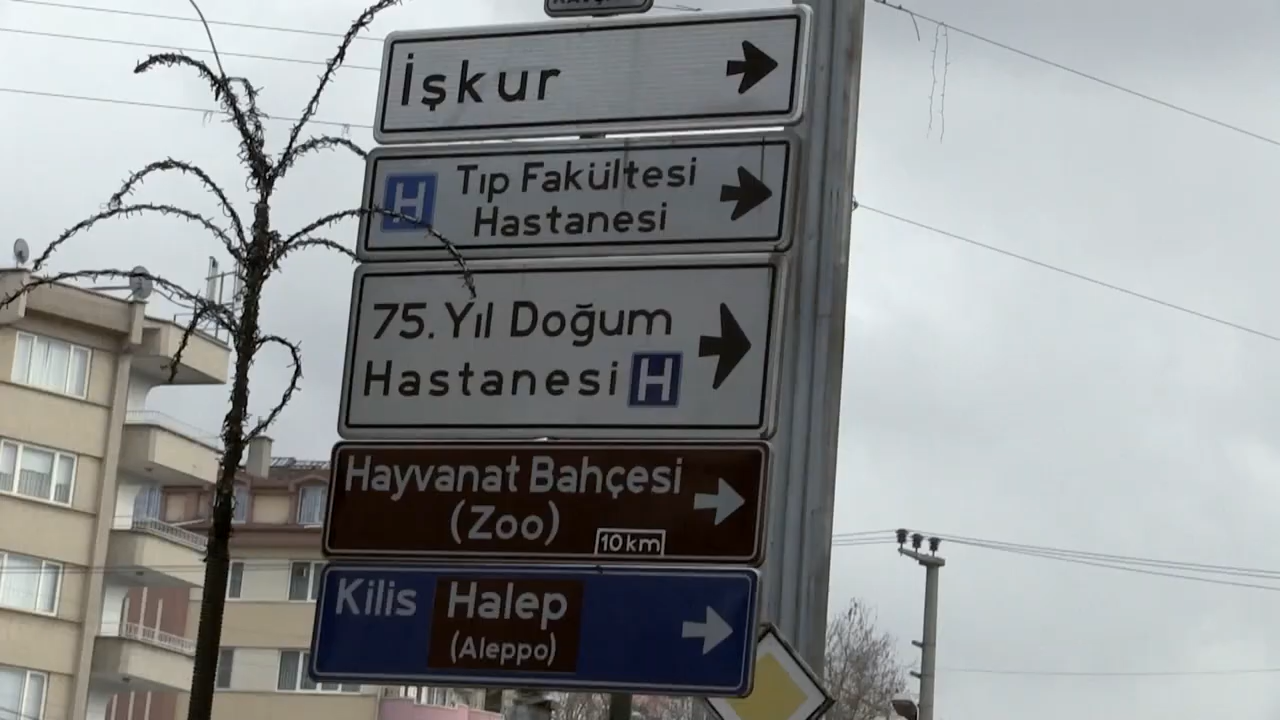 İşkur
H Tıp Fakültesi
Hastanesi
75. Yıl Doğum
Hastanesi H
Hayvanat Bahçesi
(Zoo)
10 km
Kilis Halep
(Aleppo)